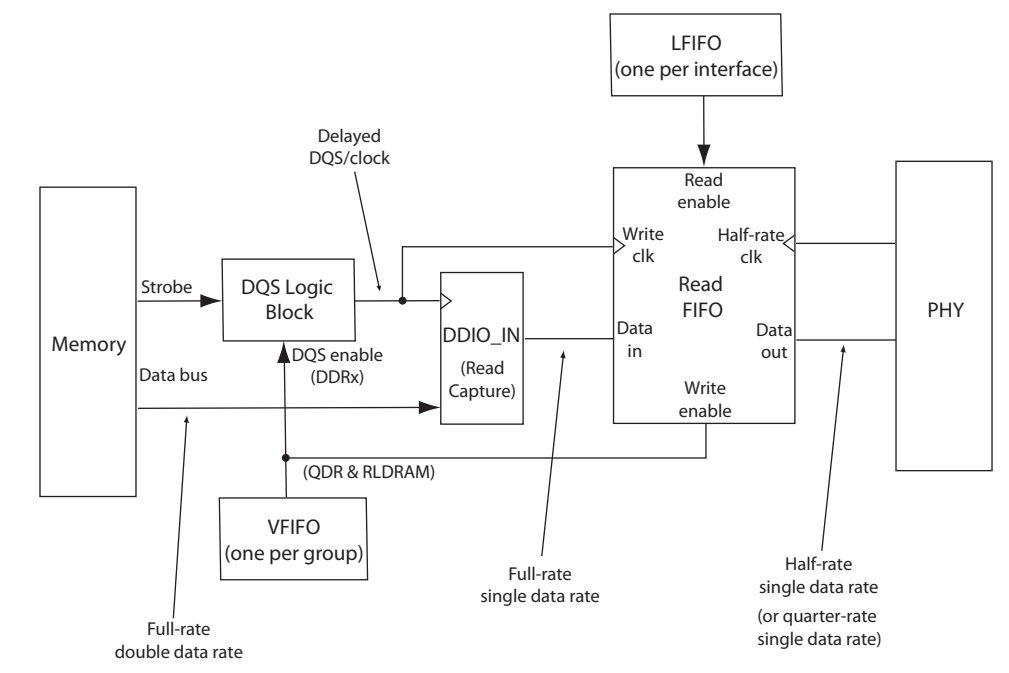 LFIFO
(one per interface)
Delayed
DQS/clock
Read
enable
Write
clk
Half-rate
clk
Strobe
DQS Logic
Block
Read
FIFO
PHY
Memory
DDIO_IN
(Read
Capture)
Data
in
Data
out
DQS enable
(DDRx)
Data bus
Write
enable
(QDR & RLDRAM)
VFIFO
(one per group)
Full-rate
single data rate
Half-rate
single data rate
(or quarter-rate
single data rate)
Full-rate
double data rate